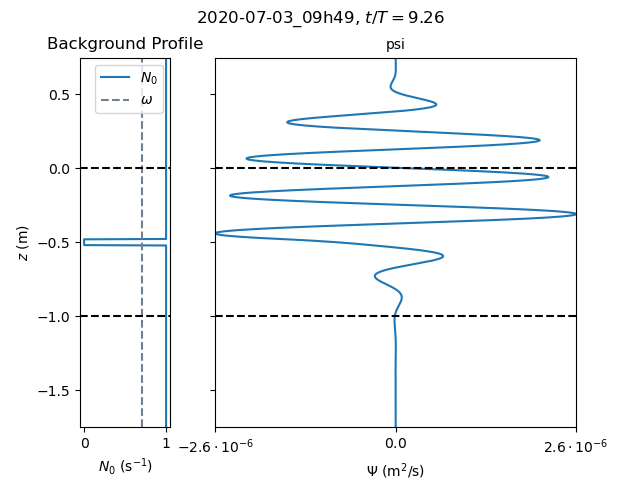 2020-07-03_09h49, t/T = 9.26
Background Profile
psi
N₀
ω
0.5
0.0
−0.5
−1.0
−1.5
z (m)
0 1
−2.6 · 10⁻⁶ 0.0 2.6 · 10⁻⁶
N₀ (s⁻¹)
Ψ (m²/s)